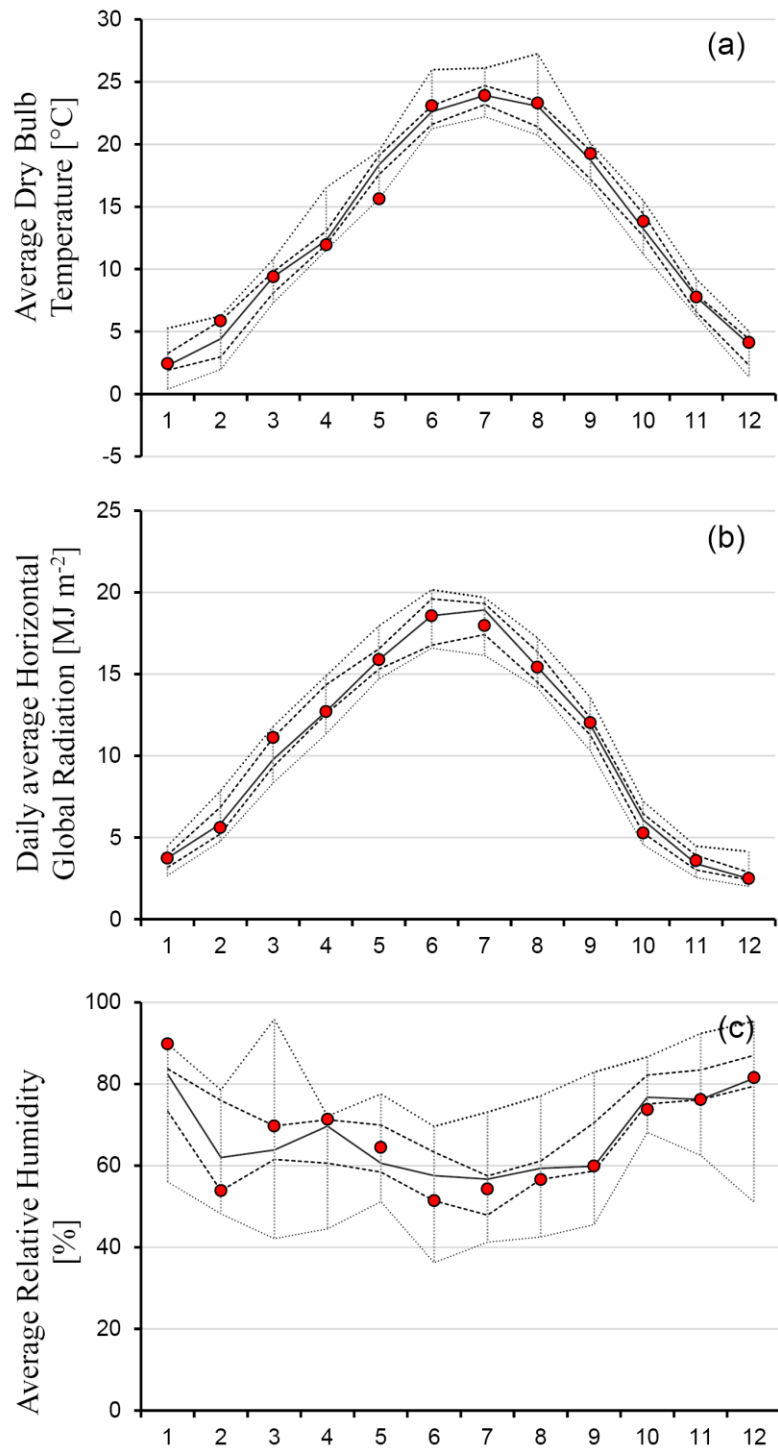 Average Dry Bulb
Temperature [°C]
(a)
30
25
20
15
10
5
0
-5
1 2 3 4 5 6 7 8 9 10 11 12
Daily average Horizontal
Global Radiation [MJ m-2]
(b)
25
20
15
10
5
0
1 2 3 4 5 6 7 8 9 10 11 12
Average Relative Humidity
[%]
(c)
100
80
60
40
20
0
1 2 3 4 5 6 7 8 9 10 11 12